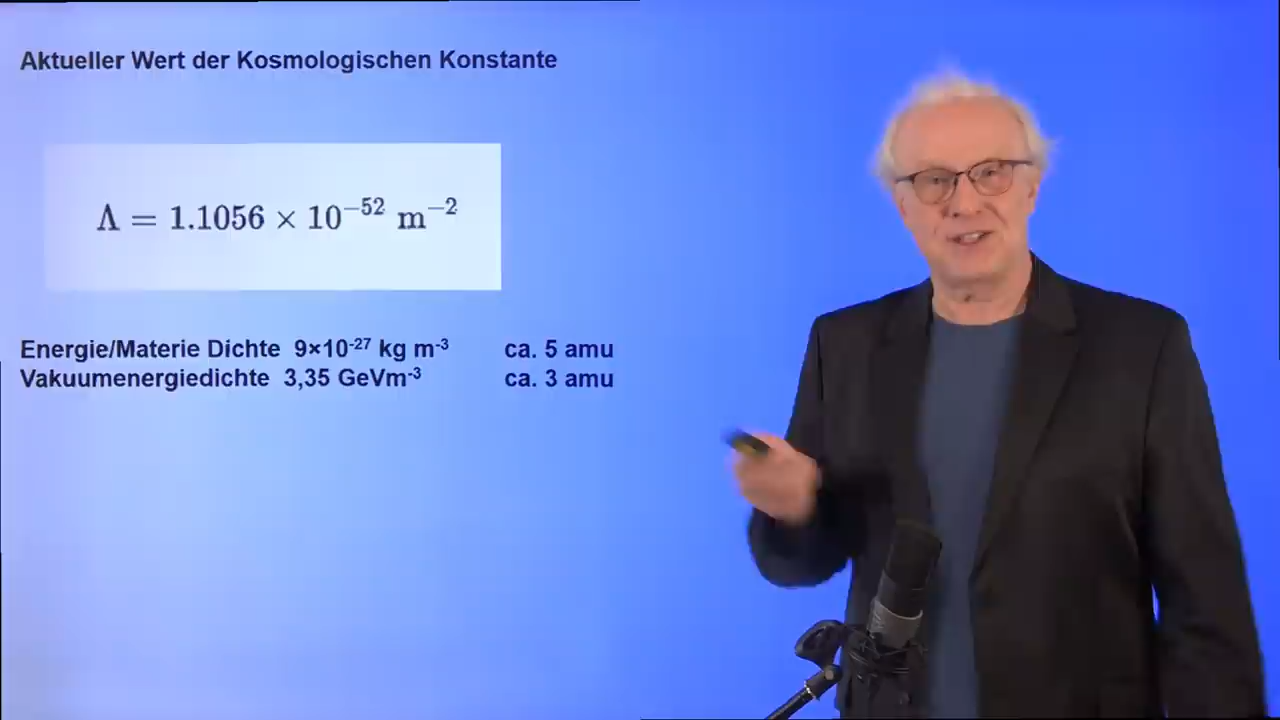 Aktueller Wert der Kosmologischen Konstante
Λ = 1.1056 × 10⁻⁵² m⁻²
Energie/Materie Dichte 9×10⁻²⁷ kg m⁻³ ca. 5 amu
Vakuumenergiedichte 3,35 GeVm⁻³ ca. 3 amu